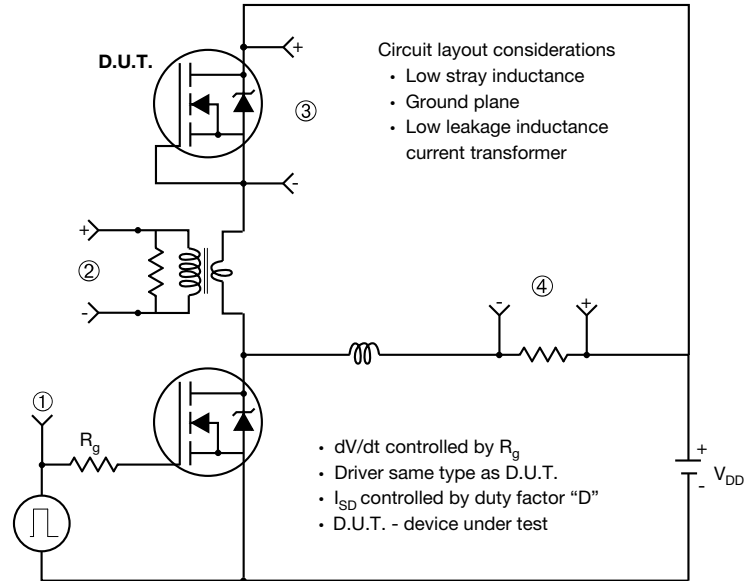 D.U.T.
+
③
-
Circuit layout considerations
• Low stray inductance
• Ground plane
• Low leakage inductance
current transformer
+
②
-
④
- +
①
Rg
• dV/dt controlled by Rg
• Driver same type as D.U.T.
• ISD controlled by duty factor “D”
• D.U.T. - device under test
+
VDD
-